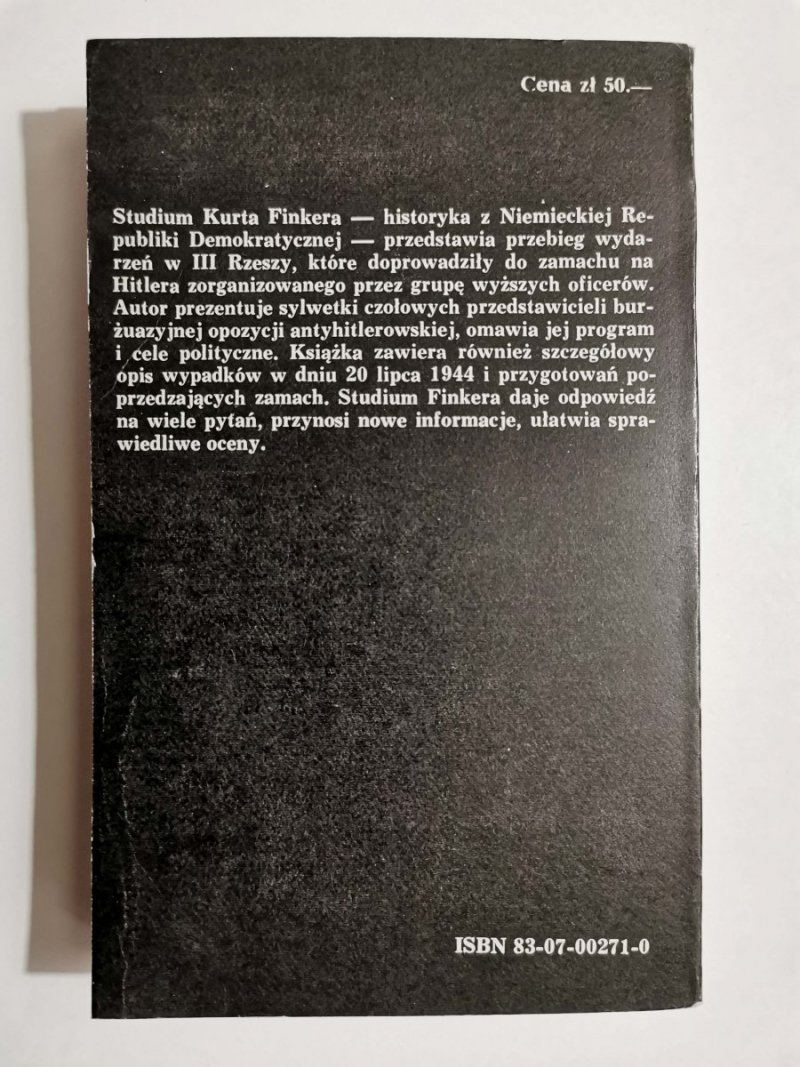 Cena zł 50.—
Studium Kurta Finkera — historyka z Niemieckiej Re-
publiki Demokratycznej — przedstawia przebieg wyda-
rzeń w III Rzeszy, które doprowadziły do zamachu na
Hitlera zorganizowanego przez grupę wyższych oficerów.
Autor prezentuje sylwetki czołowych przedstawicieli bur-
żuazyjnej opozycji antyhitlerowskiej, omawia jej program
i cele polityczne. Książka zawiera również szczegółowy
opis wypadków w dniu 20 lipca 1944 i przygotowań po-
przedzających zamach. Studium Finkera daje odpowiedź
na wiele pytań, przynosi nowe informacje, ułatwia spra-
wiedliwe oceny.
ISBN 83-07-00271-0